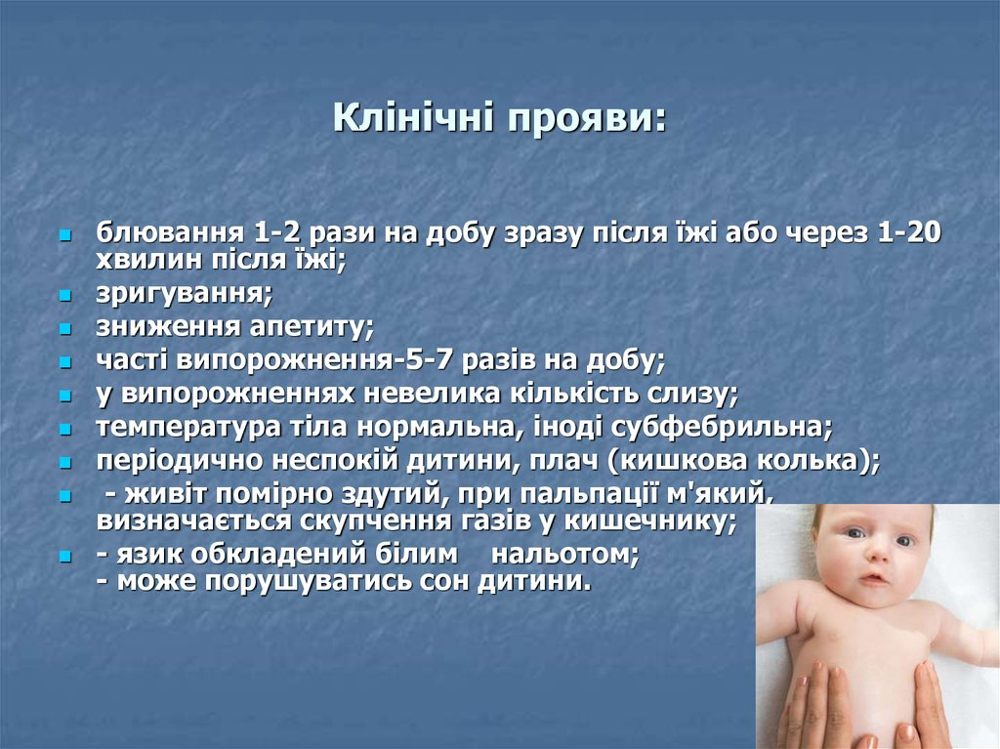 Клінічні прояви:
блювання 1-2 рази на добу зразу після їжі або через 1-20
хвилин після їжі;
зригування;
зниження апетиту;
часті випорожнення-5-7 разів на добу;
у випорожненнях невелика кількість слизу;
температура тіла нормальна, іноді субфебрильна;
періодично неспокій дитини, плач (кишкова колька);
- живіт помірно здутий, при пальпації м'який,
визначається скупчення газів у кишечнику;
- язик обкладений білим нальотом;
- може порушуватись сон дитини.